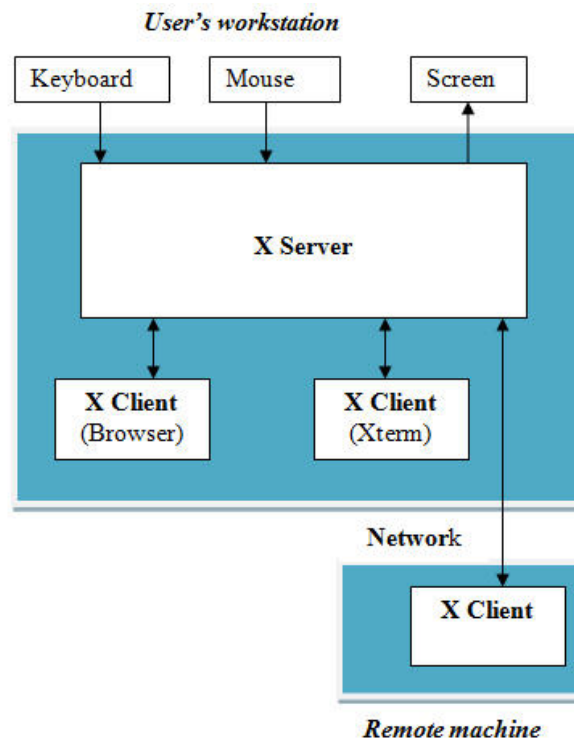 User's workstation
Keyboard
Mouse
Screen
X Server
X Client
(Browser)
X Client
(Xterm)
Network
X Client
Remote machine